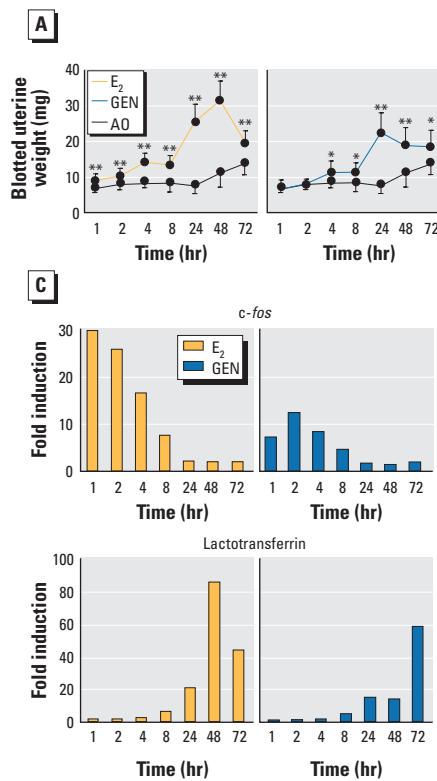 A
Blotted uterine
weight (mg)
40
30
20
10
0
E2
GEN
AO
** ** ** ** ** ** **
* * ** ** *
1 2 4 8 24 48 72
1 2 4 8 24 48 72
Time (hr)
Time (hr)
C
c-fos
Fold induction
30
20
10
0
E2
GEN
1 2 4 8 24 48 72
1 2 4 8 24 48 72
Time (hr)
Time (hr)
Lactotransferrin
Fold induction
100
80
60
40
20
0
1 2 4 8 24 48 72
1 2 4 8 24 48 72
Time (hr)
Time (hr)